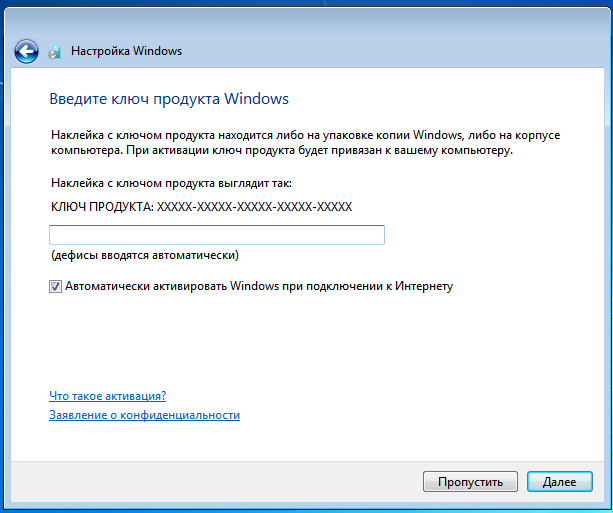 Настройка Windows
Введите ключ продукта Windows
Наклейка с ключом продукта находится либо на упаковке копии Windows, либо на корпусе
компьютера. При активации ключ продукта будет привязан к вашему компьютеру.
Наклейка с ключом продукта выглядит так:
КЛЮЧ ПРОДУКТА: XXXXX-XXXXX-XXXXX-XXXXX-XXXXX
(дефисы вводятся автоматически)
Автоматически активировать Windows при подключении к Интернету
Что такое активация?
Заявление о конфиденциальности
Пропустить Далее